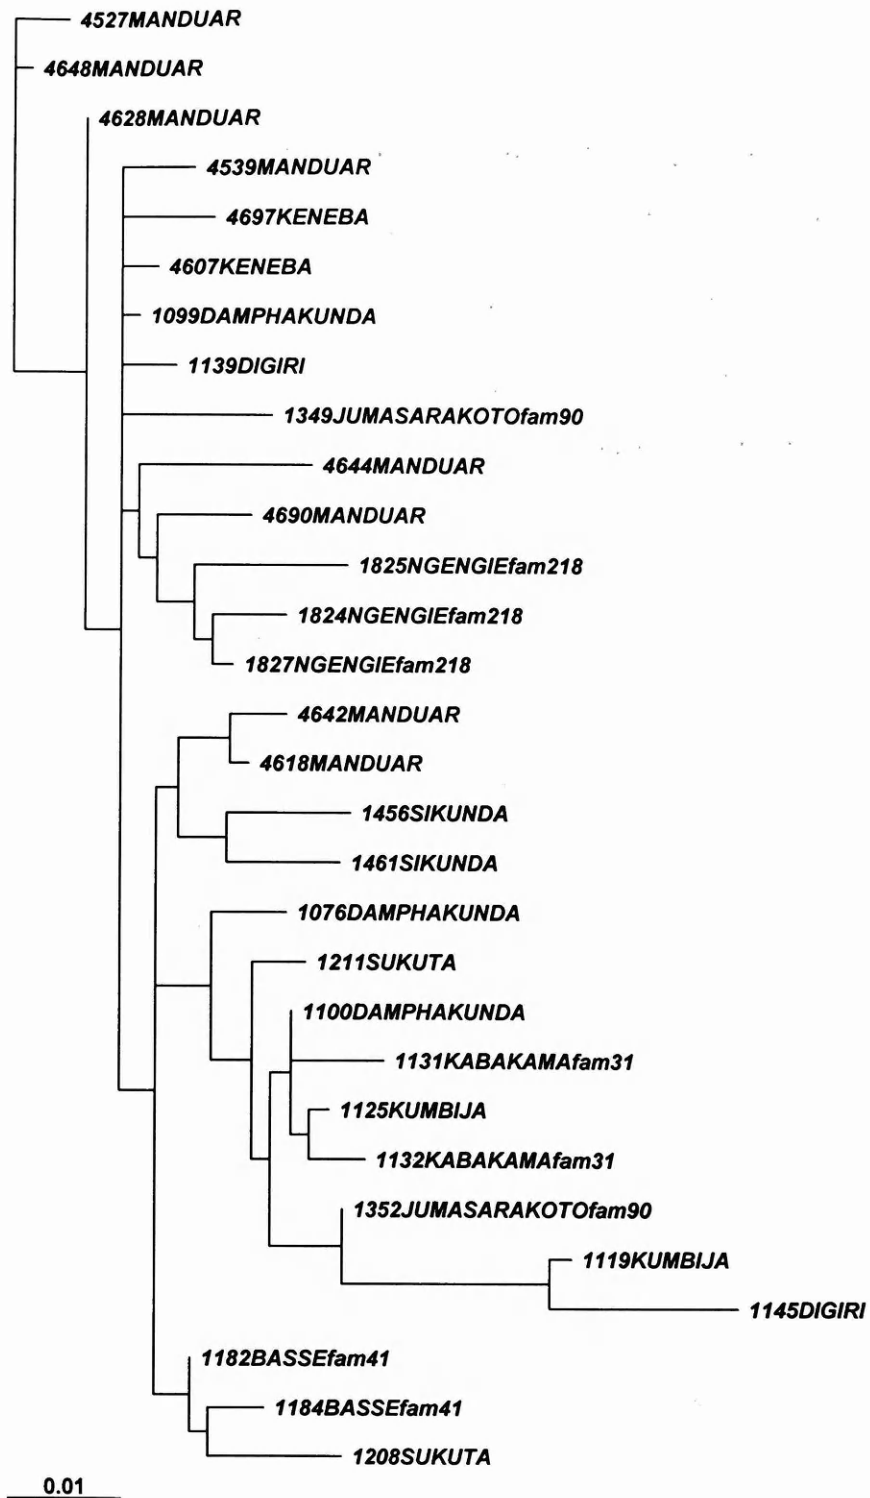 4527MANDUAR
4648MANDUAR
4628MANDUAR
4539MANDUAR
4697KENEBA
4607KENEBA
1099DAMPHAKUNDA
1139DIGIRI
1349JUMASARAKOTOfam90
4644MANDUAR
4690MANDUAR
1825NGENGIEfam218
1824NGENGIEfam218
1827NGENGIEfam218
4642MANDUAR
4618MANDUAR
1456SIKUNDA
1461SIKUNDA
1076DAMPHAKUNDA
1211SUKUTA
1100DAMPHAKUNDA
1131KABAKAMAfam31
1125KUMBIJA
1132KABAKAMAfam31
1352JUMASARAKOTOfam90
1119KUMBIJA
1145DIGIRI
1182BASSEfam41
1184BASSEfam41
1208SUKUTA
0.01